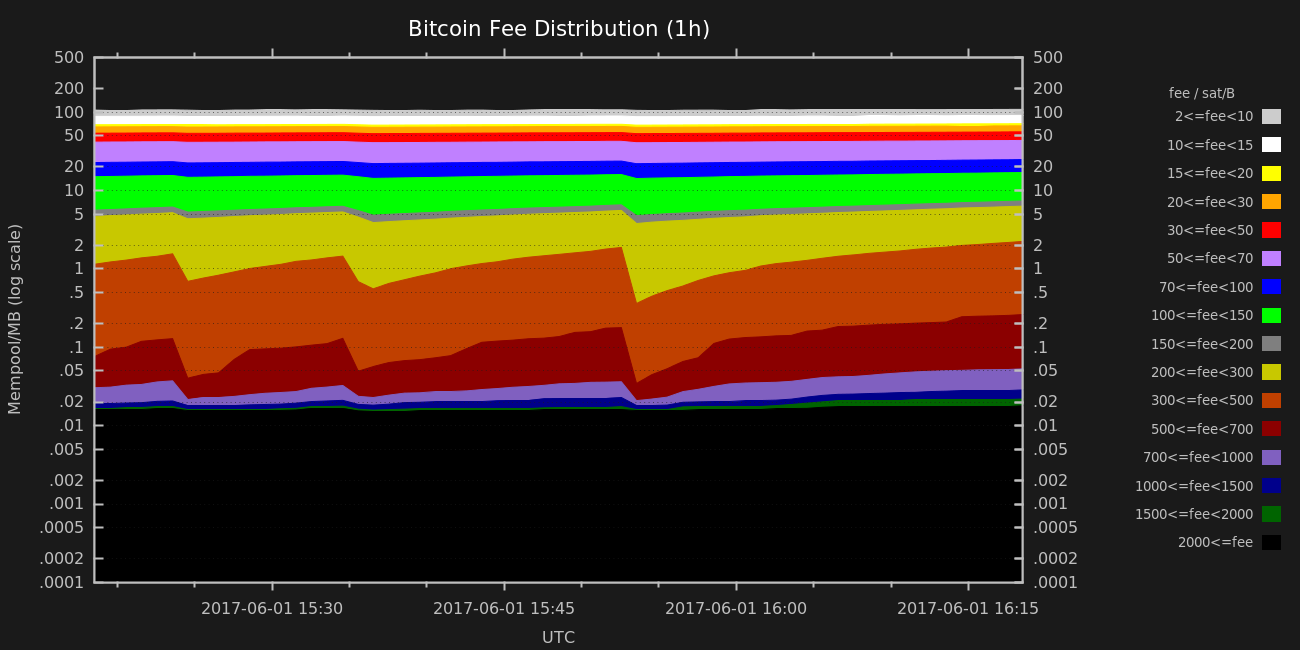 Bitcoin Fee Distribution (1h)
500
200
100
50
20
10
5
2
1
.5
.2
.1
.05
.02
.01
.005
.002
.001
.0005
.0002
.0001
Mempool/MB (log scale)
500
200
100
50
20
10
5
2
1
.5
.2
.1
.05
.02
.01
.005
.002
.001
.0005
.0002
.0001
2017-06-01 15:30
2017-06-01 15:45
2017-06-01 16:00
2017-06-01 16:15
UTC
fee / sat/B
2<=fee<10
10<=fee<15
15<=fee<20
20<=fee<30
30<=fee<50
50<=fee<70
70<=fee<100
100<=fee<150
150<=fee<200
200<=fee<300
300<=fee<500
500<=fee<700
700<=fee<1000
1000<=fee<1500
1500<=fee<2000
2000<=fee